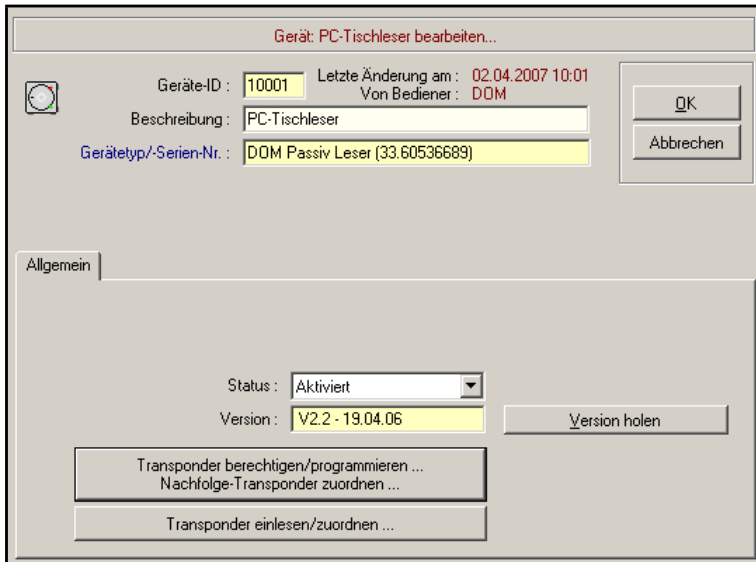 Gerät: PC-Tischleser bearbeiten...
Geräte-ID : 10001 Letzte Änderung am : 02.04.2007 10:01
Von Bediener : DOM
Beschreibung : PC-Tischleser
Gerätetyp/-Serien-Nr. : DOM Passiv Leser (33.60536689)
OK
Abbrechen
Allgemein
Status : Aktiviert
Version : V2.2 - 19.04.06 Version holen
Transponder berechtigen/programmieren ...
Nachfolge-Transponder zuordnen ...
Transponder einlesen/zuordnen ...